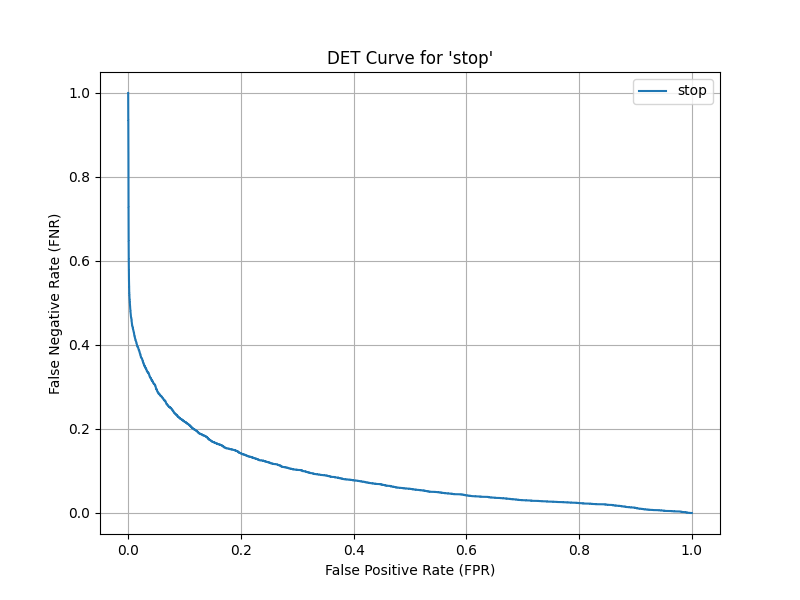 DET Curve for 'stop'
stop
1.0
0.8
0.6
0.4
0.2
0.0
False Negative Rate (FNR)
0.0 0.2 0.4 0.6 0.8 1.0
False Positive Rate (FPR)